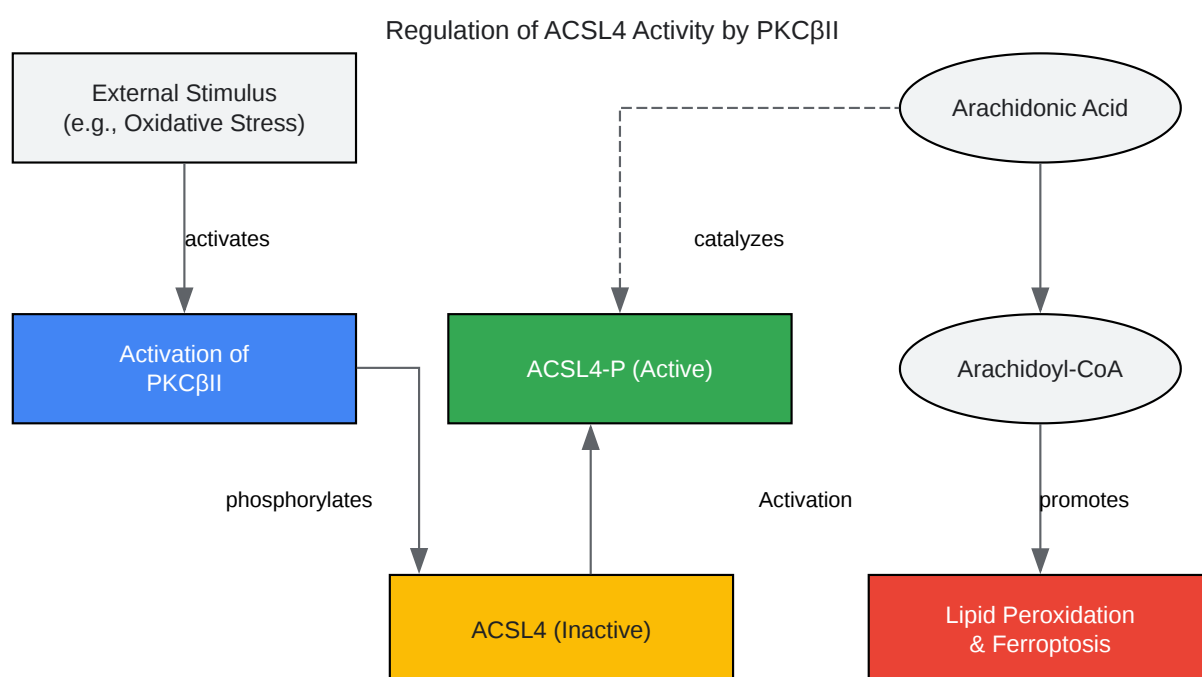 Regulation of ACSL4 Activity by PKCβII
External Stimulus
(e.g., Oxidative Stress)
Arachidonic Acid
activates
catalyzes
Activation of
PKCβII
ACSL4-P (Active)
Arachidoyl-CoA
phosphorylates
Activation
promotes
ACSL4 (Inactive)
Lipid Peroxidation
& Ferroptosis